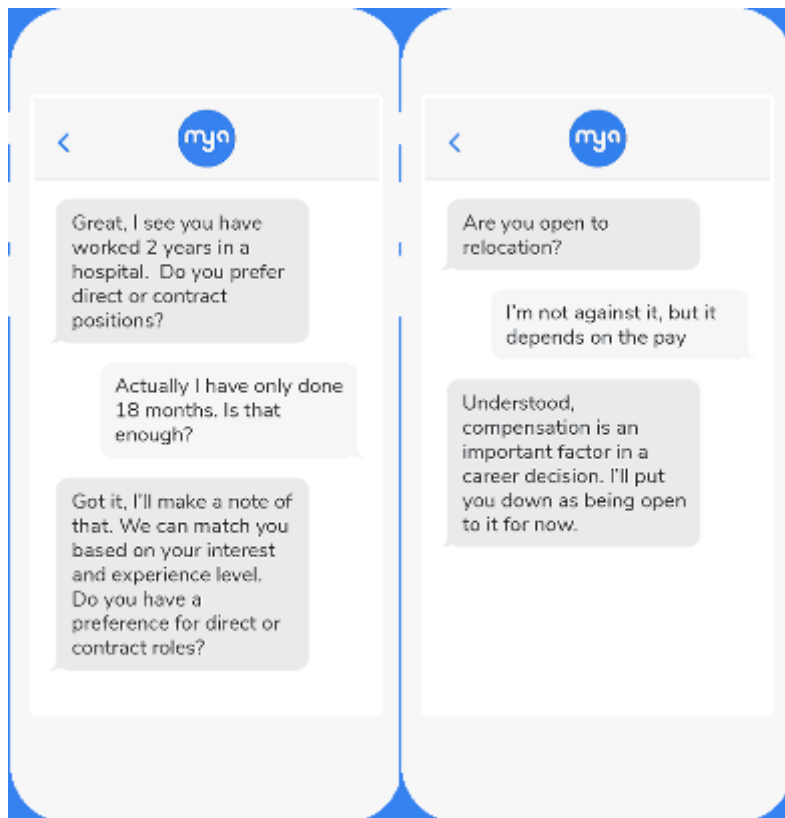 mya
Great, I see you have
worked 2 years in a
hospital.  Do you prefer
direct or contract
positions?
Actually I have only done
18 months. Is that
enough?
Got it, I'll make a note of
that. We can match you
based on your interest
and experience level.
Do you have a
preference for direct or
contract roles?
mya
Are you open to
relocation?
I'm not against it, but it
depends on the pay
Understood,
compensation is an
important factor in a
career decision. I'll put
you down as being open
to it for now.